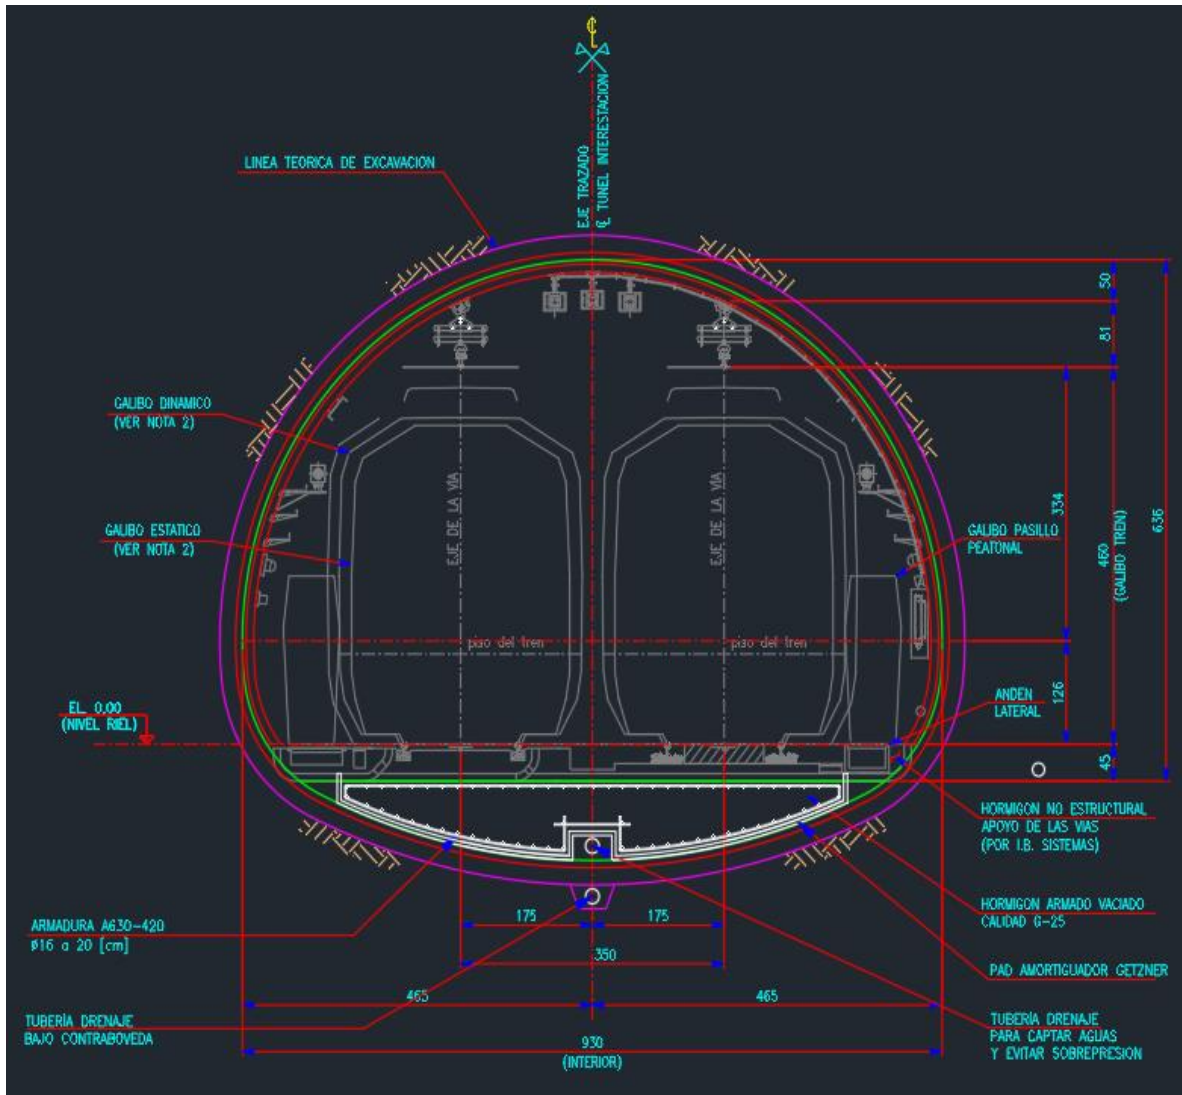 EJE TRAZADO
℄ TUNEL INTERESTACION
LINEA TEORICA DE EXCAVACION
50
81
GALIBO DINAMICO
(VER NOTA 2)
EJE DE LA VIA
EJE DE LA VIA
334
460
(GALIBO TREN)
636
GALIBO ESTATICO
(VER NOTA 2)
GALIBO PASILLO
PEATONAL
piso del tren
piso del tren
126
ANDEN
LATERAL
EL. 0,00
(NIVEL RIEL)
45
HORMIGON NO ESTRUCTURAL
APOYO DE LAS VIAS
(POR I.B. SISTEMAS)
HORMIGON ARMADO VACIADO
CALIDAD G-25
ARMADURA A630-420
ø16 a 20 [cm]
175
175
350
PAD AMORTIGUADOR GETZNER
465
465
TUBERÍA DRENAJE
BAJO CONTRABOVEDA
TUBERÍA DRENAJE
PARA CAPTAR AGUAS
Y EVITAR SOBREPRESION
930
(INTERIOR)